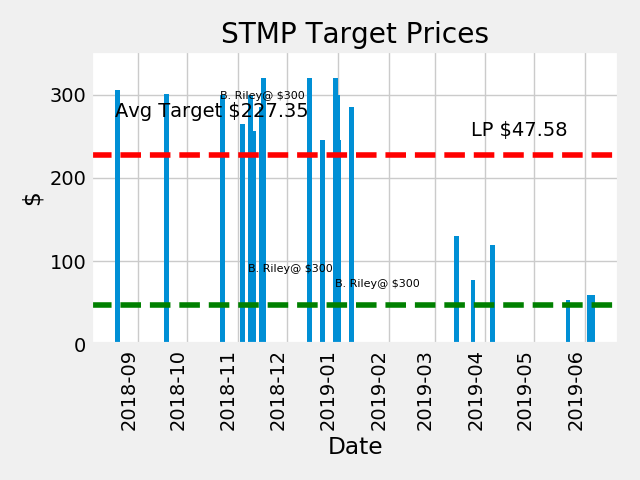 STMP Target Prices
300
B. Riley@ $300
Avg Target $227.35
LP $47.58
200
$
100
B. Riley@ $300
B. Riley@ $300
0
2018-09
2018-10
2018-11
2018-12
2019-01
2019-02
2019-03
2019-04
2019-05
2019-06
Date